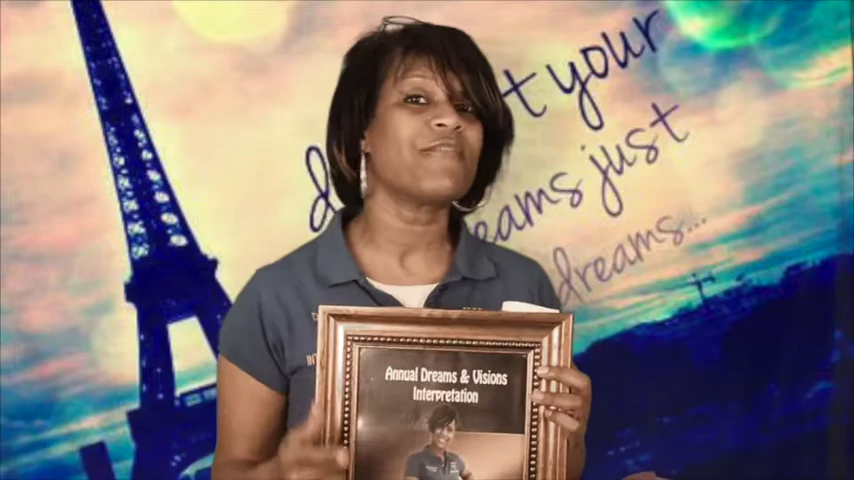 t your
eams just
dreams...
Annual Dreams & Visions
Interpretation